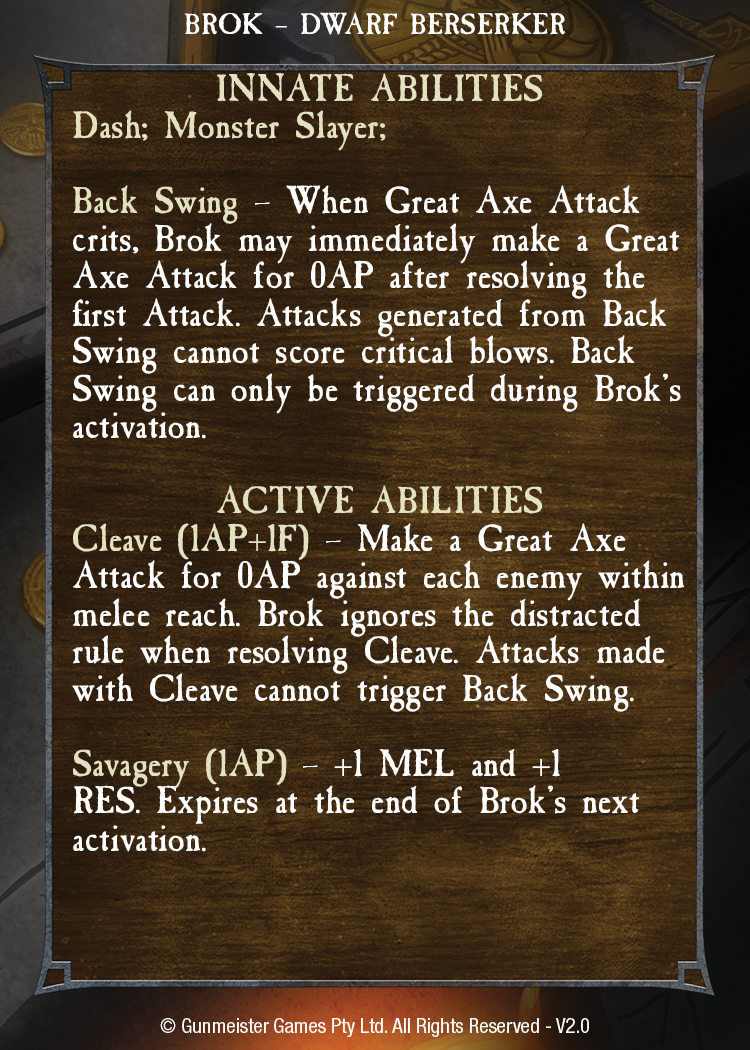 BROK – DWARF BERSERKER
INNATE ABILITIES
Dash; Monster Slayer;
Back Swing – When Great Axe Attack
crits, Brok may immediately make a Great
Axe Attack for 0AP after resolving the
first Attack. Attacks generated from Back
Swing cannot score critical blows. Back
Swing can only be triggered during Brok's
activation.
ACTIVE ABILITIES
Cleave (1AP+1F) – Make a Great Axe
Attack for 0AP against each enemy within
melee reach. Brok ignores the distracted
rule when resolving Cleave. Attacks made
with Cleave cannot trigger Back Swing.
Savagery (1AP) – +1 MEL and +1
RES. Expires at the end of Brok's next
activation.
© Gunmeister Games Pty Ltd. All Rights Reserved - V2.0